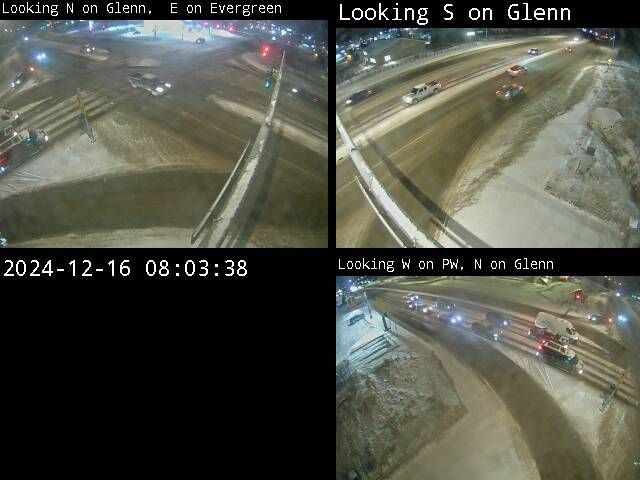 Looking N on Glenn, E on Evergreen
Looking S on Glenn
2024-12-16 08:03:38
Looking W on PW, N on Glenn